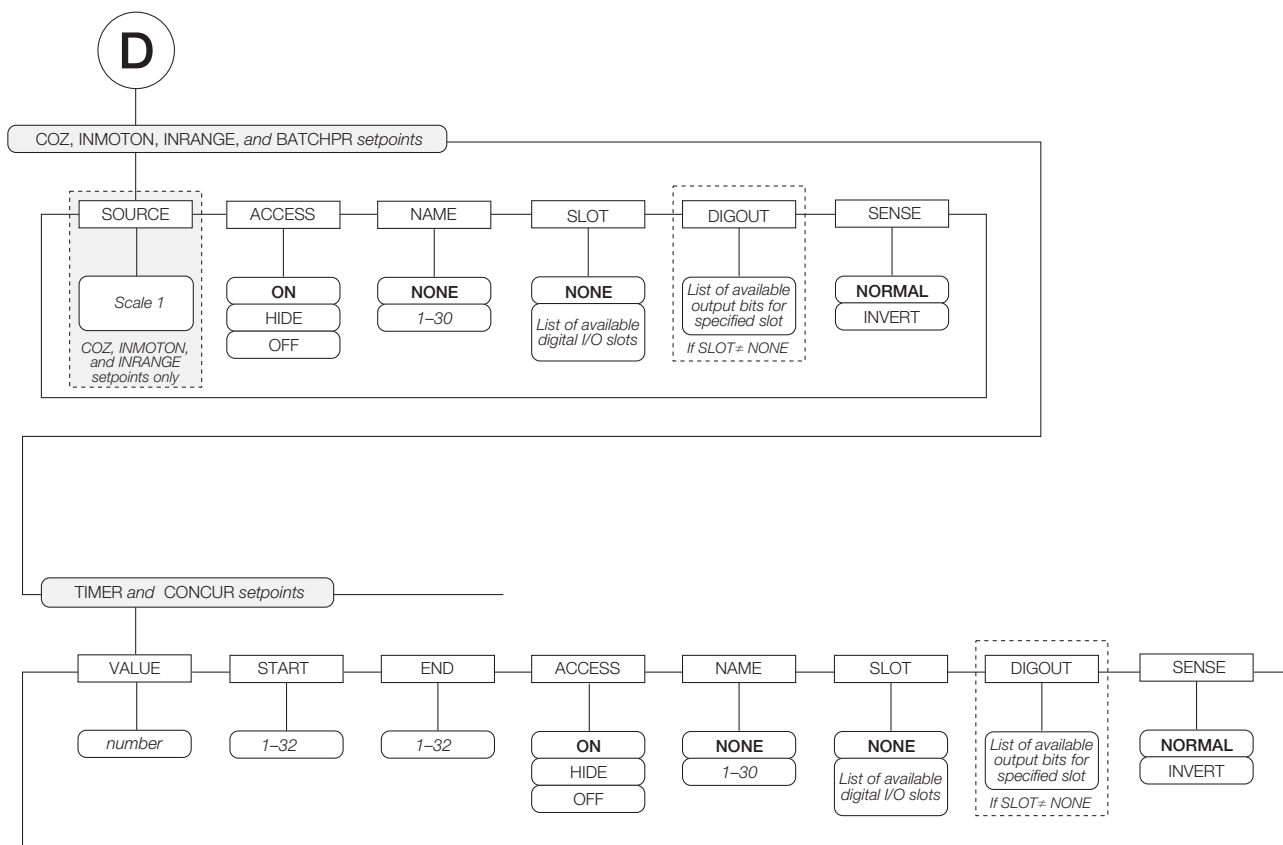 D
COZ, INMOTON, INRANGE, and BATCHPR setpoints
SOURCE
ACCESS
NAME
SLOT
DIGOUT
SENSE
Scale 1
COZ, INMOTON,
and INRANGE
setpoints only
ON
HIDE
OFF
NONE
1–30
NONE
List of available
digital I/O slots
List of available
output bits for
specified slot
If SLOT≠ NONE
NORMAL
INVERT
TIMER and CONCUR setpoints
VALUE
START
END
ACCESS
NAME
SLOT
DIGOUT
SENSE
number
1–32
1–32
ON
HIDE
OFF
NONE
1–30
NONE
List of available
digital I/O slots
List of available
output bits for
specified slot
If SLOT≠ NONE
NORMAL
INVERT